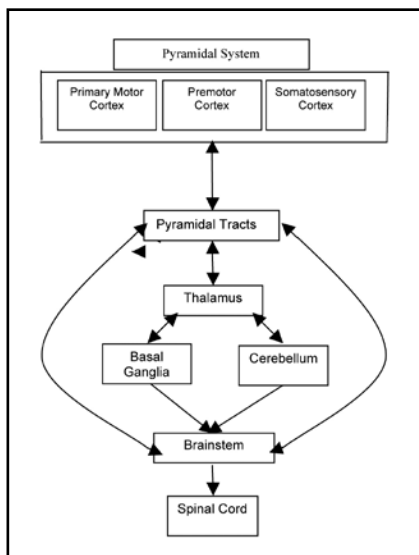 Pyramidal System
Primary Motor
Cortex
Premotor
Cortex
Somatosensory
Cortex
Pyramidal Tracts
Thalamus
Basal
Ganglia
Cerebellum
Brainstem
Spinal Cord